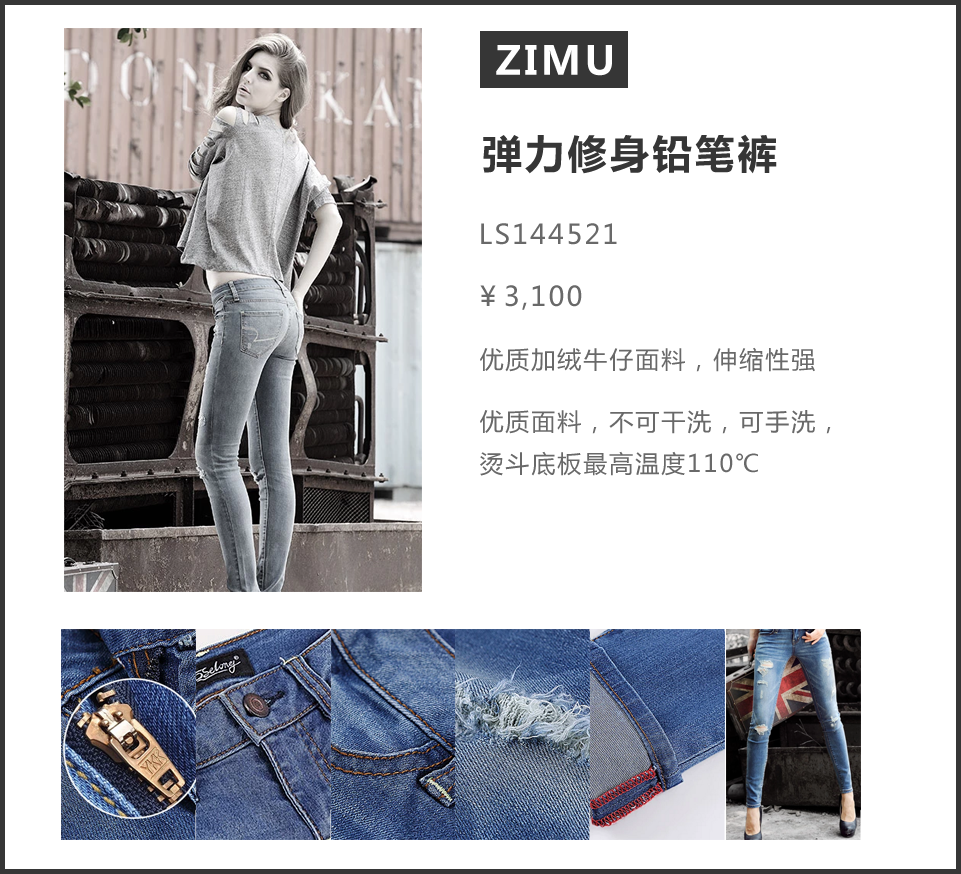 ZIMU
弹力修身铅笔裤
LS144521
¥ 3,100
优质加绒牛仔面料，伸缩性强
优质面料，不可干洗，可手洗，
烫斗底板最高温度110℃
YKK